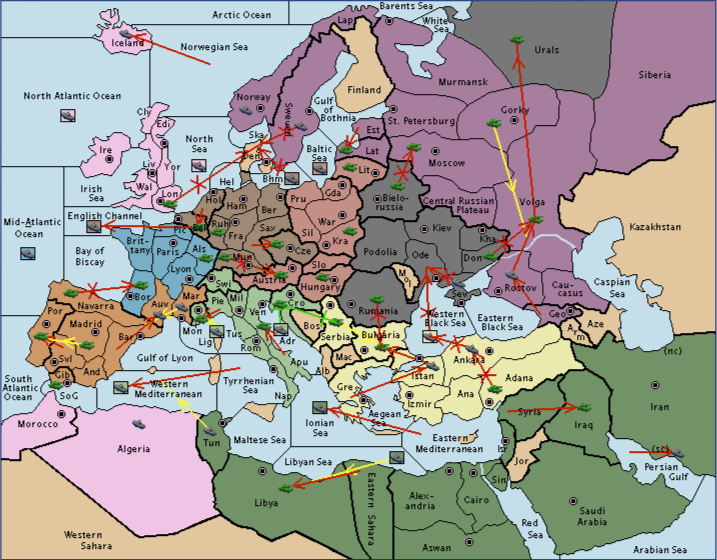 Arctic Ocean
Barents Sea
Lap
White
Sea
Iceland
Norwegian Sea
Urals
Siberia
Murmansk
North Atlantic Ocean
Norway
Sweden
Finland
Gulf
of
Bothnia
Gorky
Cly
Edi
St. Petersburg
North
Sea
Ska
Est
Ire
Liv
Yor
Den
Baltic
Sea
Lat
Moscow
Irish
Sea
Wal
Lon
Hel
Bhm
Lit
Bielo-
russia
Central Russian
Plateau
Volga
Hol
Ham
Ber
Pru
Gda
English Channel
Pic
Bel
Ruh
Fra
Sax
Sil
War
Kra
Kazakhstan
Mid-Atlantic
Ocean
Bay of
Biscay
Brit-
tany
Paris
Als
Mun
Cze
Podolia
Kiev
Kha
Ode
Don
Lyon
Swi
Austria
Slo
Hungary
Mol
Sev
Rostov
Cau-
casus
Caspian
Sea
Por
Navarra
Bor
Auv
Mar
Pie
Mil
Ven
Cro
Rumania
Western
Black Sea
Eastern
Black Sea
Geo
Madrid
Bar
Mon
Lig
Tus
Adr
Bos
Serbia
Bulgaria
Arm
Aze
(nc)
Svl
And
Gulf of Lyon
Rom
Apu
Alb
Mac
Istan
Ankara
Adana
South
Atlantic
Ocean
Gib
SoG
Western
Mediterranean
Tyrrhenian
Sea
Nap
Gre
Aegean
Sea
Izmir
Ana
Iran
Morocco
Algeria
Tun
Maltese Sea
Ionian
Sea
Eastern
Mediterranean
Syria
Iraq
Isr
Jor
(sc)
Persian
Gulf
Libyan Sea
Libya
Eastern
Sahara
Alex-
andria
Cairo
Sin
Saudi
Arabia
Western
Sahara
Aswan
Red
Sea
Arabian Sea